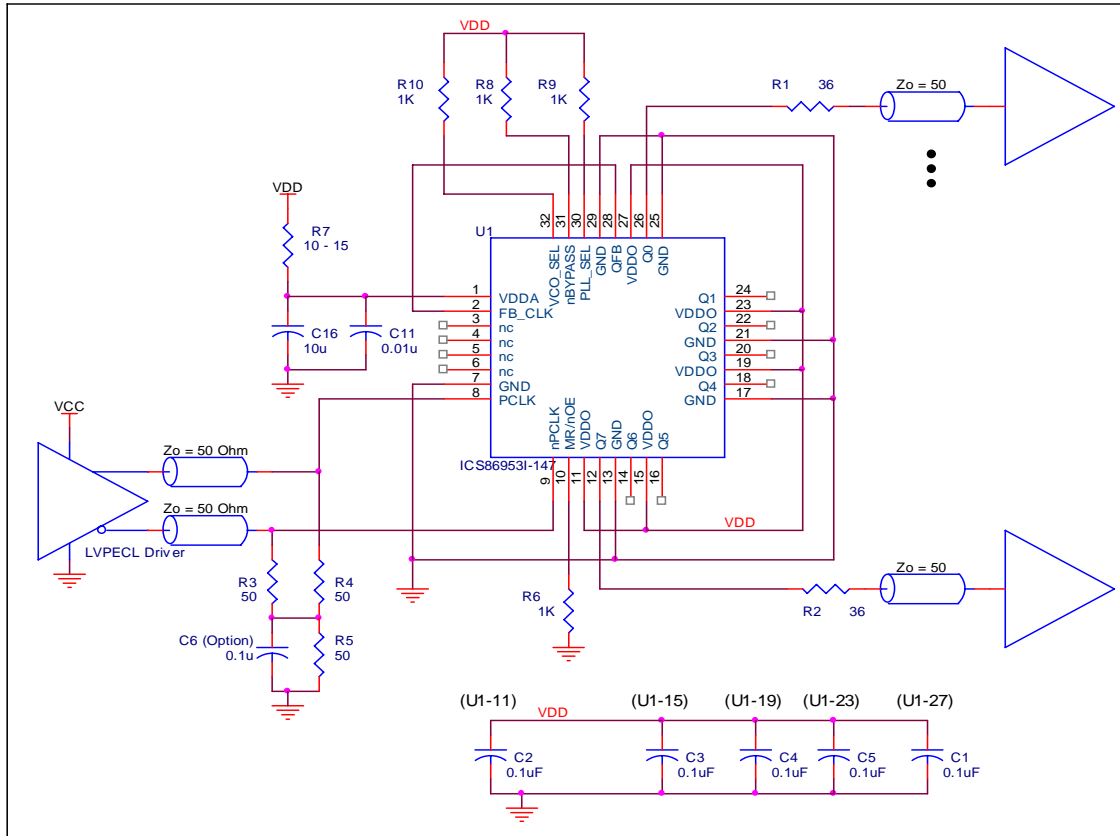 VDD
R10
1K
R8
1K
R9
1K
R1 36
Zo = 50
VDD
R7
10 - 15
U1
32
31
30
29
28
27
26
25
VCO_SEL
nBYPASS
PLL_SEL
GND
QFB
VDDO
Q0
GND
1 VDDA
2 FB_CLK
3 nc
4 nc
5 nc
6 nc
7 GND
8 PCLK
Q1 24
VDDO 23
Q2 22
GND 21
Q3 20
VDDO 19
Q4 18
GND 17
C16
10u
C11
0.01u
nPCLK
MR/nOE
VDDO
Q7
GND
Q6
VDDO
Q5
ICS86953I-147
9
10
11
12
13
14
15
16
VCC
Zo = 50 Ohm
Zo = 50 Ohm
LVPECL Driver
VDD
R3
50
R4
50
R6
1K
Zo = 50
R2 36
C6 (Option)
0.1u
R5
50
(U1-11) (U1-15) (U1-19) (U1-23) (U1-27)
VDD
C2
0.1uF
C3
0.1uF
C4
0.1uF
C5
0.1uF
C1
0.1uF